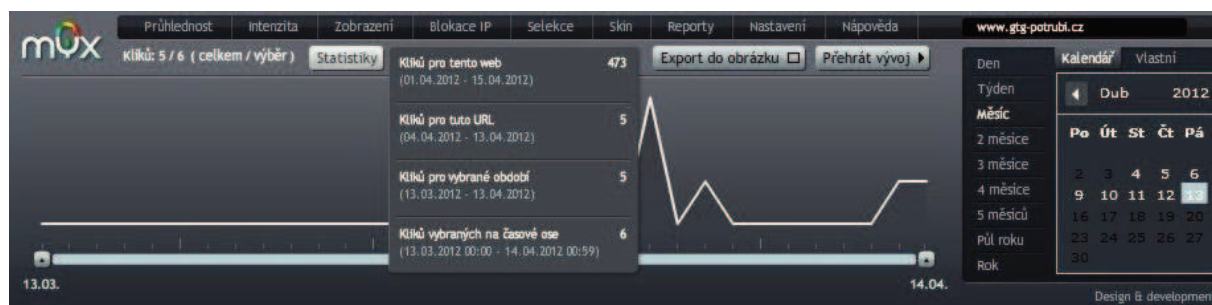 myx
Průhlednost Intenzita Zobrazení Blokace IP Selekce Skin Reporty Nastavení Nápověda
www.gtg-potrubi.cz
Kliků: 5 / 6 ( celkem / výběr ) Statistiky
Export do obrázku Přehrát vývoj
Kliků pro tento web 473
(01.04.2012 - 15.04.2012)
Kliků pro tuto URL 5
(04.04.2012 - 13.04.2012)
Kliků pro vybrané období 5
(13.03.2012 - 13.04.2012)
Kliků vybraných na časové ose 6
(13.03.2012 00:00 - 14.04.2012 00:59)
13.03.
14.04.
Den
Týden
Měsíc
2 měsíce
3 měsíce
4 měsíce
5 měsíců
Půl roku
Rok
Kalendář Vlastní
Dub 2012
Po Út St Čt Pá
2 3 4 5 6
9 10 11 12 13
16 17 18 19 20
23 24 25 26 27
30
Design & developmen